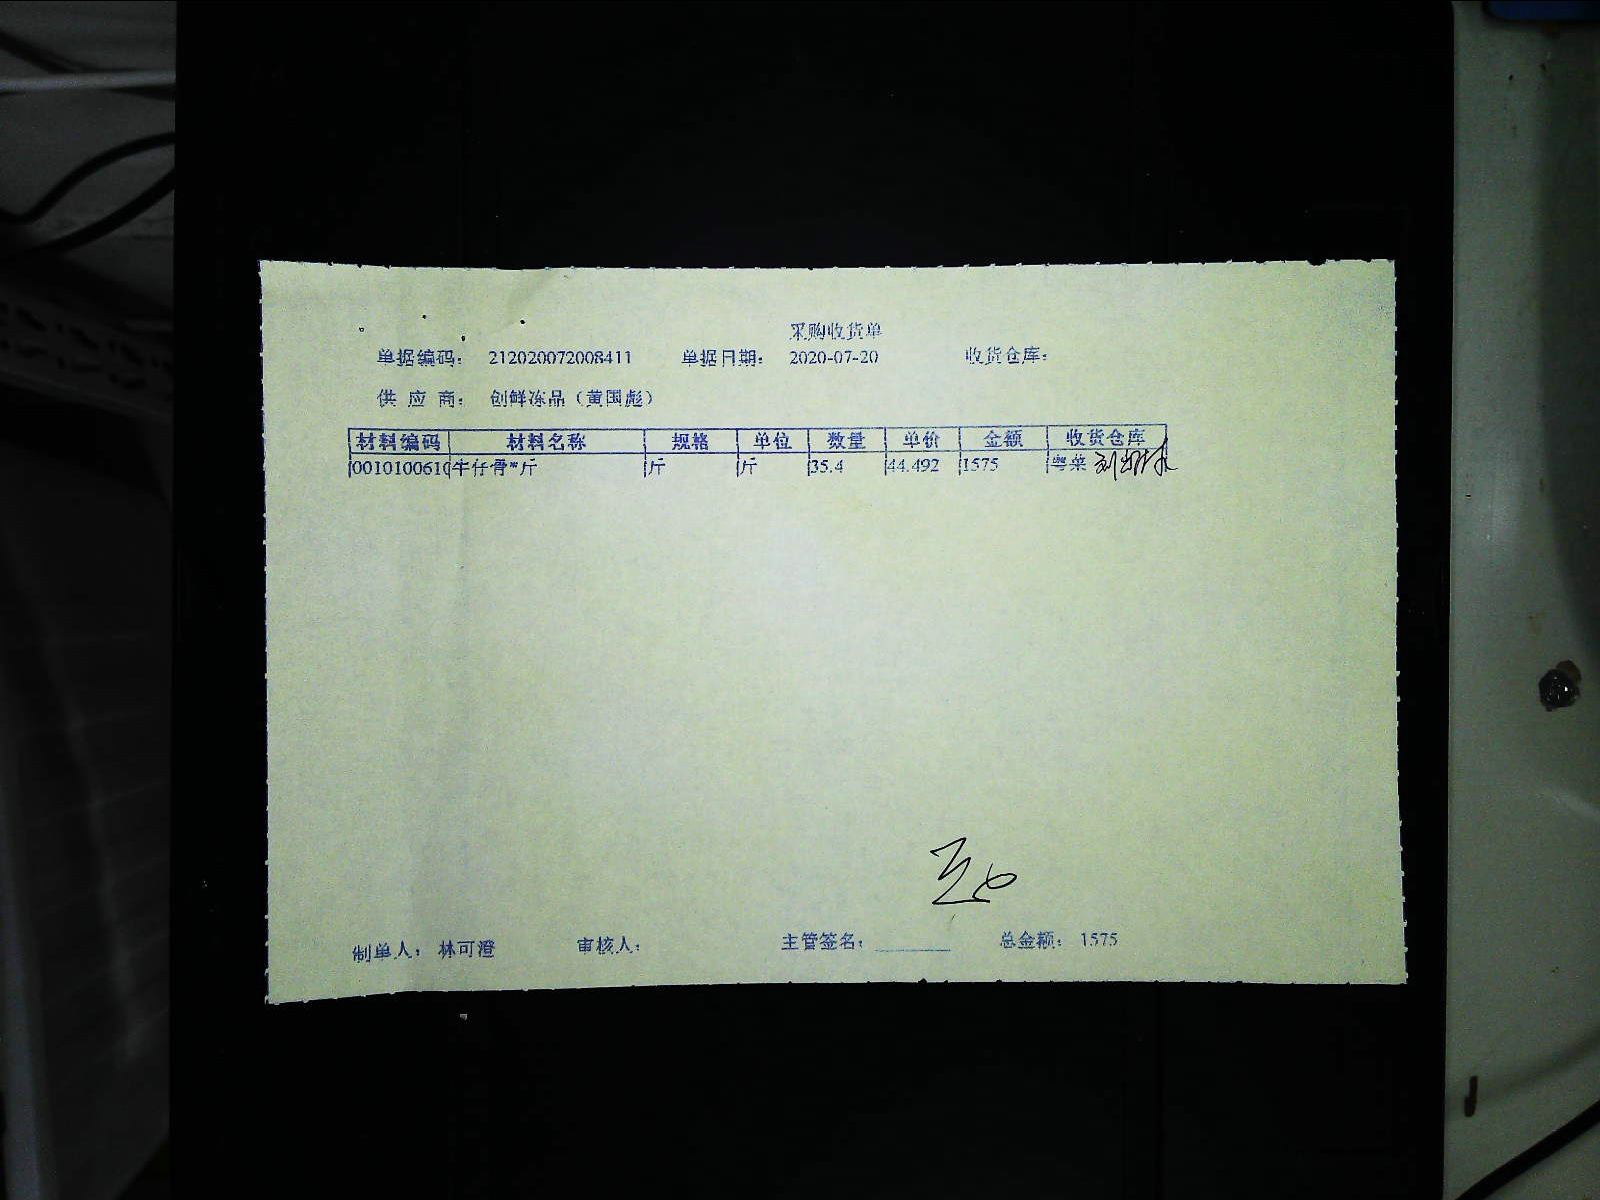 采购收货单
单据编码： 212020072008411 单据日期： 2020-07-20 收货仓库：
供 应 商： 创鲜冻品（黄国彪）
材料编码 材料名称 规格 单位 数量 单价 金额 收货仓库
0010100610 牛仔骨*斤 斤 斤 35.4 44.492 1575 粤菜
制单人： 林可澄 审核人： 主管签名： 总金额： 1575